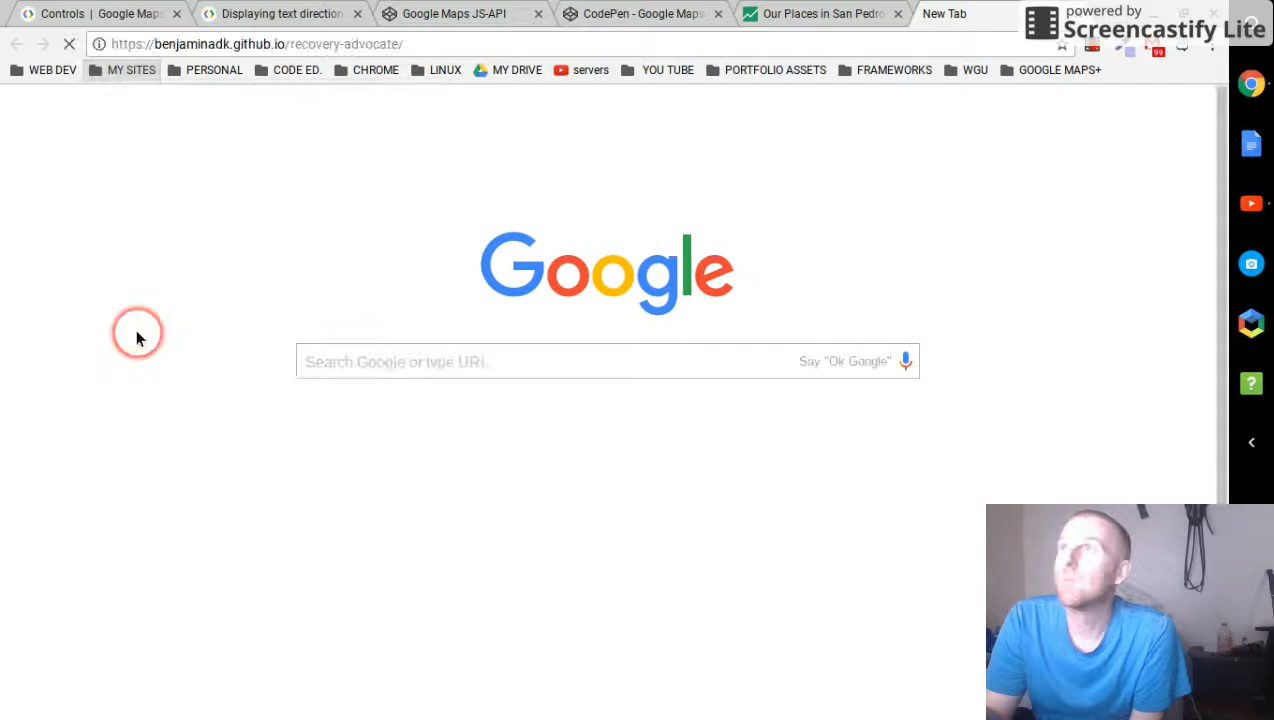 Controls | Google Maps
Displaying text direction
Google Maps JS-API
CodePen - Google Maps
Our Places in San Pedro
New Tab
powered by
Screencastify Lite
https://benjaminadk.github.io/recovery-advocate/
99
WEB DEV
MY SITES
PERSONAL
CODE ED.
CHROME
LINUX
MY DRIVE
servers
YOU TUBE
PORTFOLIO ASSETS
FRAMEWORKS
WGU
GOOGLE MAPS+
Google
Search Google or type URL
Say "Ok Google"
?